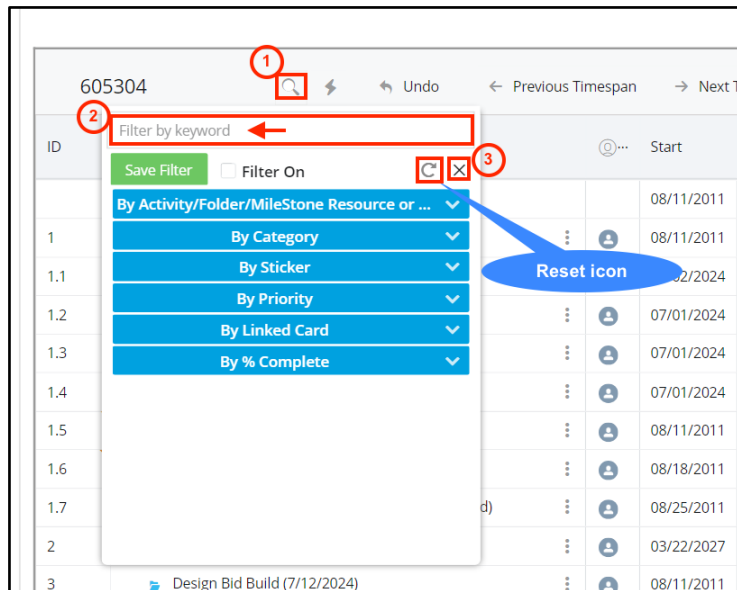 1
605304 Undo ← Previous Timespan → Next T
2
Filter by keyword
ID Start
3
Save Filter Filter On
By Activity/Folder/MileStone Resource or ... 08/11/2011
1 By Category 08/11/2011
1.1 By Sticker Reset icon 02/2024
1.2 By Priority 07/01/2024
1.3 By Linked Card 07/01/2024
1.4 By % Complete 07/01/2024
1.5 08/11/2011
1.6 08/18/2011
1.7 d) 08/25/2011
2 03/22/2027
3 Design Bid Build (7/12/2024) 08/11/2011